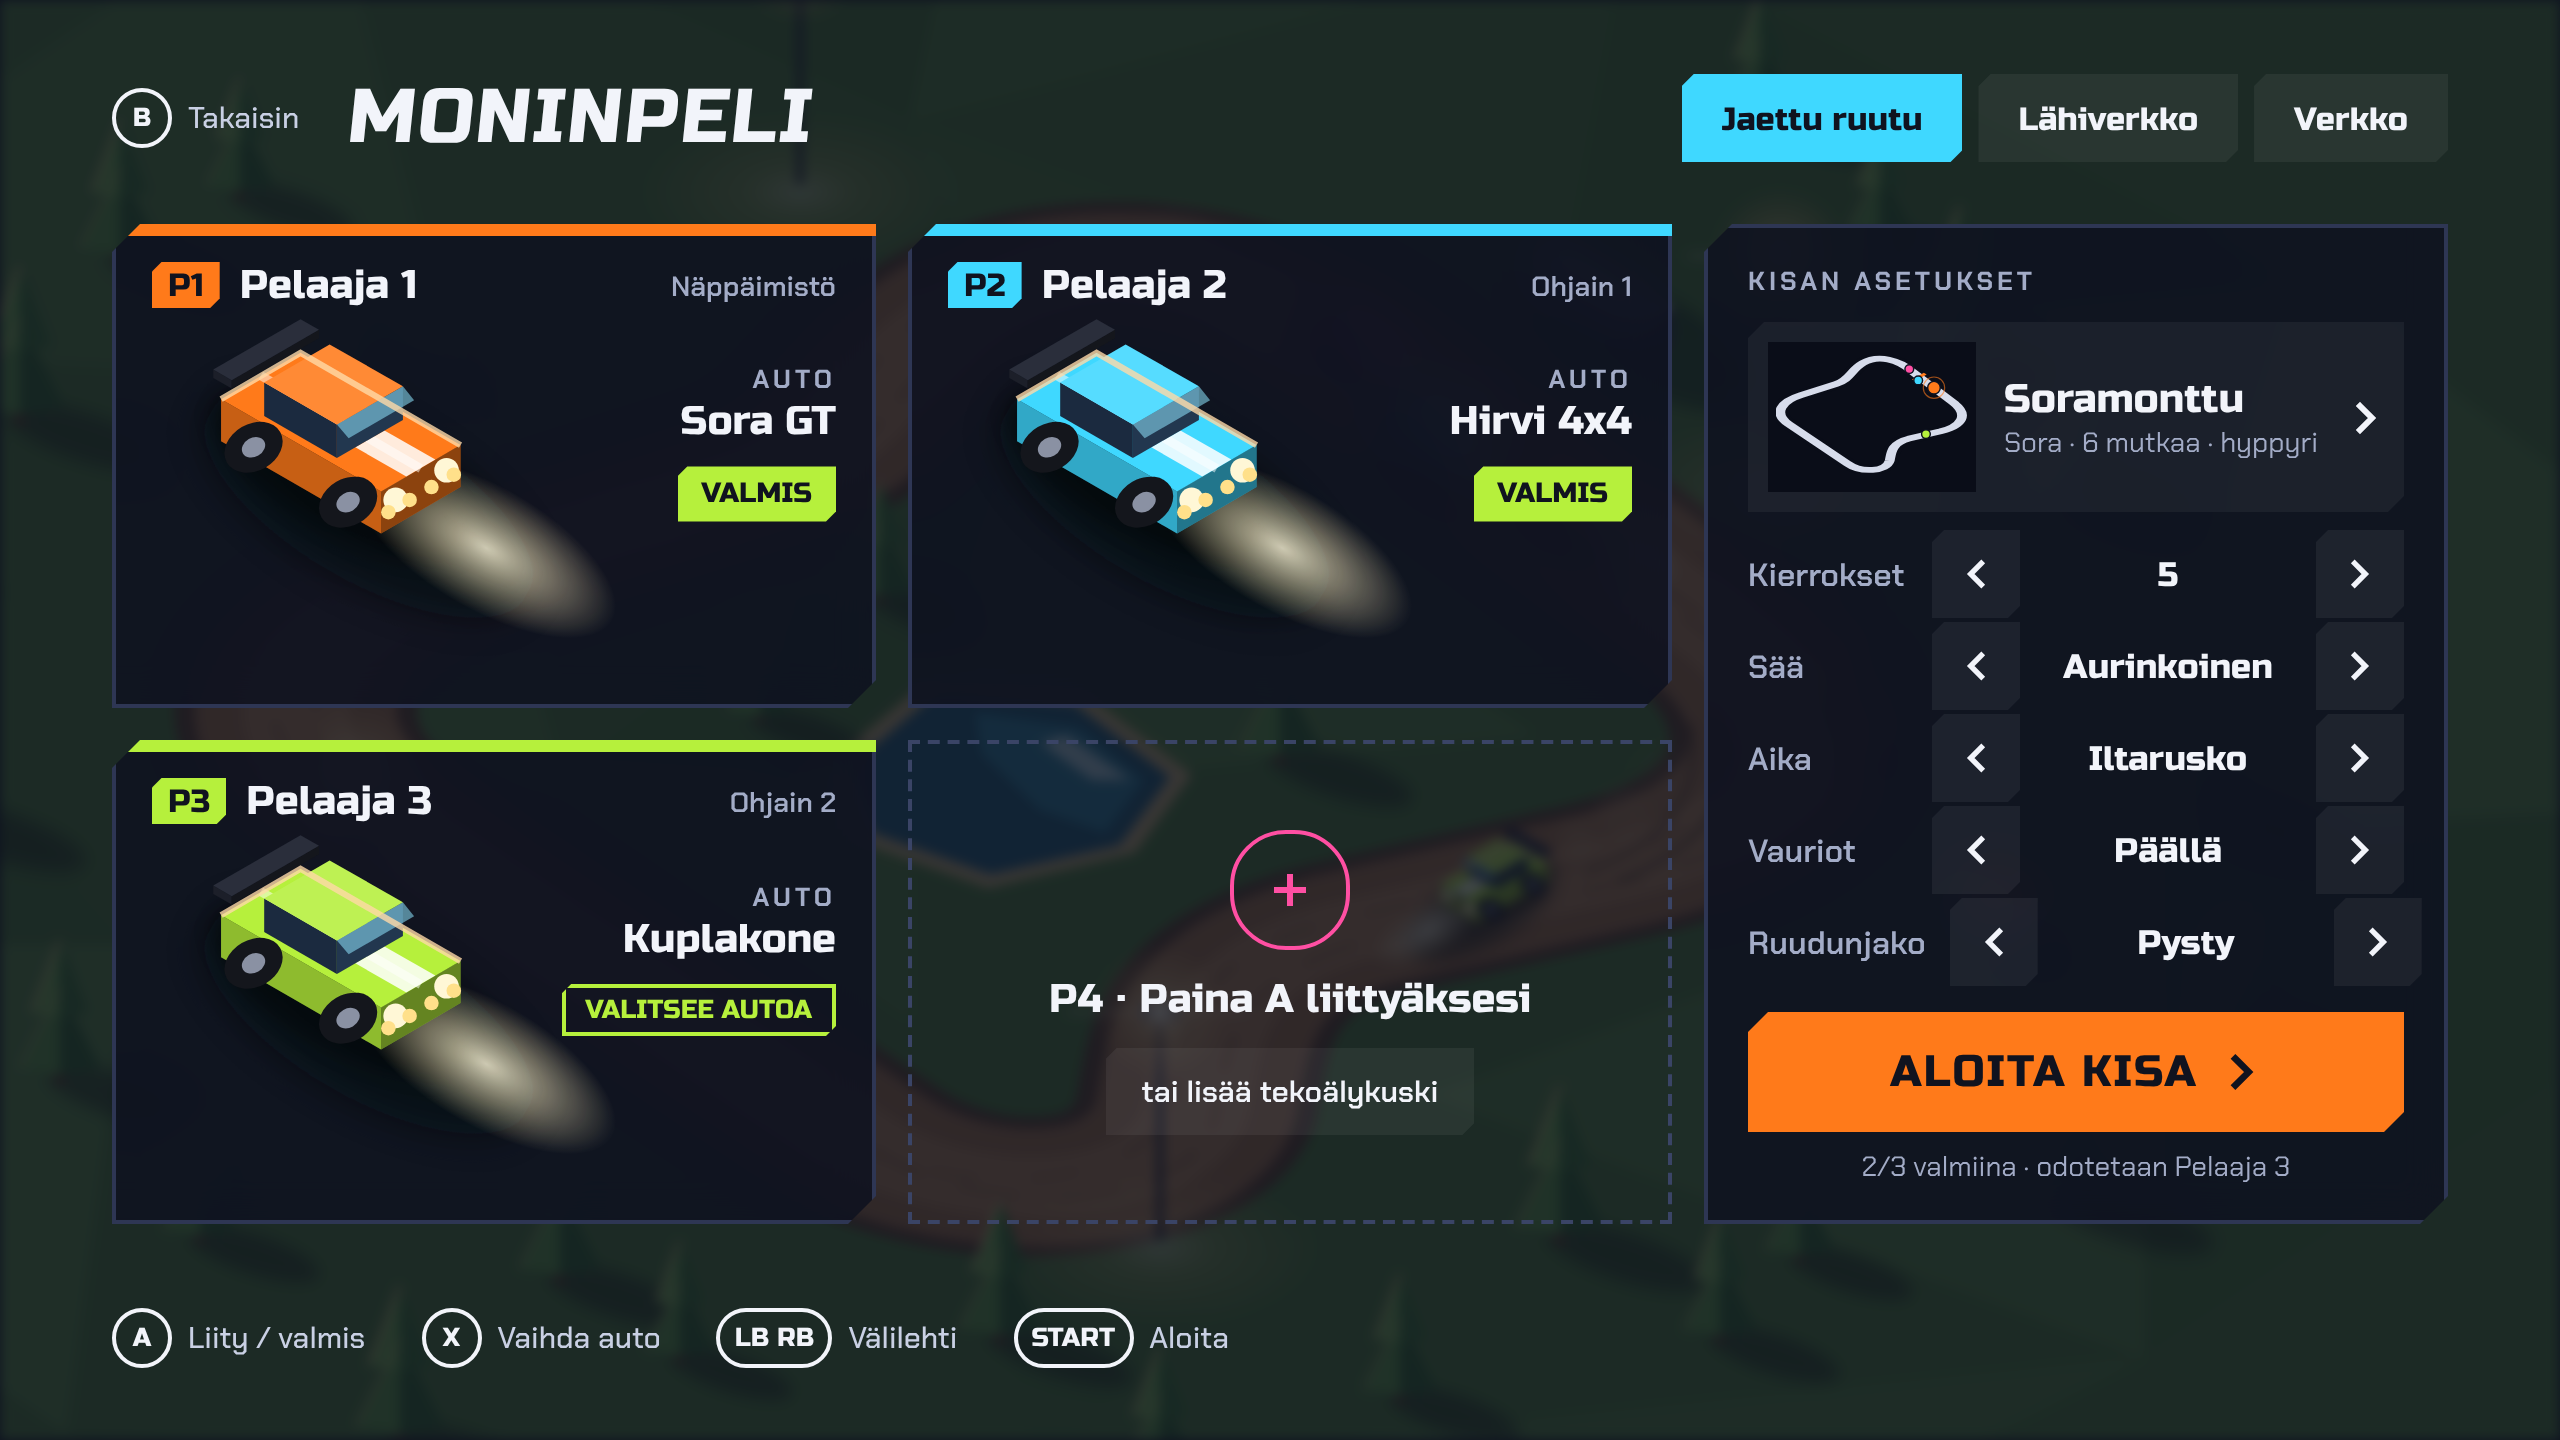 B Takaisin MONINPELI
Jaettu ruutu Lähiverkko Verkko
P1 Pelaaja 1 Näppäimistö
AUTO
Sora GT
VALMIS
P2 Pelaaja 2 Ohjain 1
AUTO
Hirvi 4x4
VALMIS
P3 Pelaaja 3 Ohjain 2
AUTO
Kuplakone
VALITSEE AUTOA
+
P4 · Paina A liittyäksesi
tai lisää tekoälykuski
KISAN ASETUKSET
Soramonttu
Sora · 6 mutkaa · hyppyri
Kierrokset 5
Sää Aurinkoinen
Aika Iltarusko
Vauriot Päällä
Ruudunjako Pysty
ALOITA KISA
2/3 valmiina · odotetaan Pelaaja 3
A Liity / valmis X Vaihda auto LB RB Välilehti START Aloita